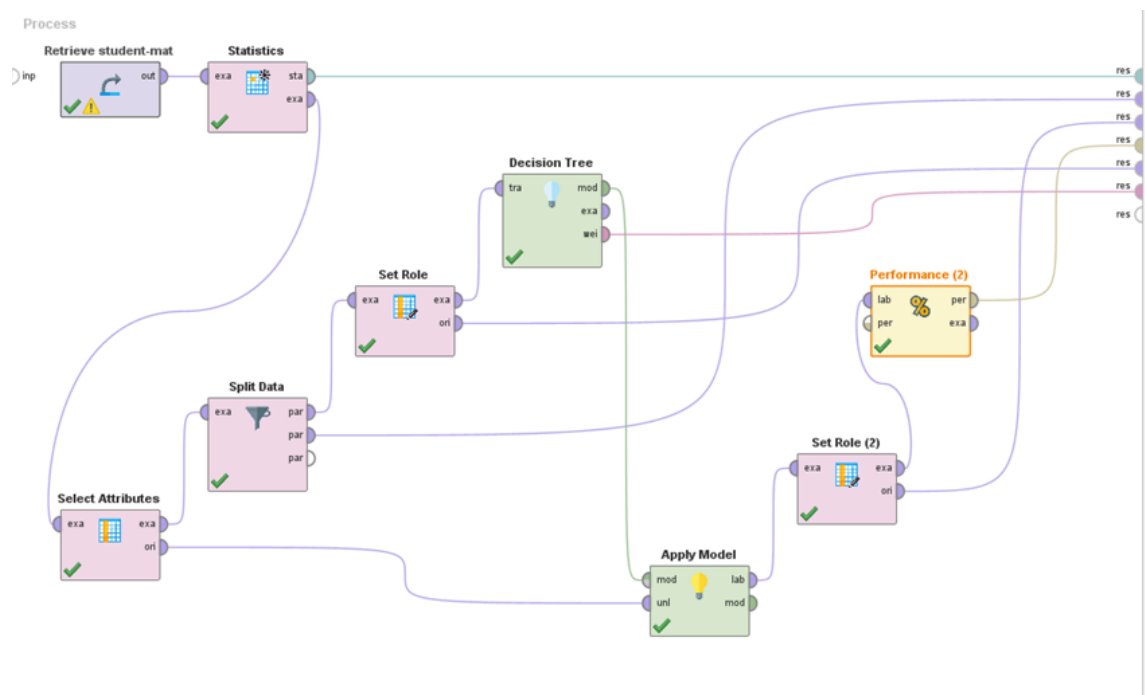 Process
inp
Retrieve student-mat
out
Statistics
exa
sta
exa
res
res
res
res
res
res
res
Decision Tree
tra
mod
exa
wei
Set Role
exa
exa
ori
Performance (2)
lab
per
per
exa
%
Split Data
exa
par
par
par
Set Role (2)
exa
exa
ori
Select Attributes
exa
exa
ori
Apply Model
mod
lab
unl
mod